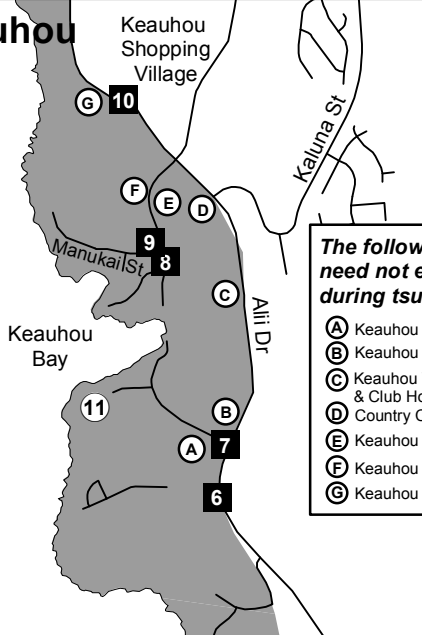 uhou
Keauhou
Shopping
Village
G
10
Kaluna St
F
E
D
9
Manukai St
8
C
Alii Dr
Keauhou
Bay
11
B
A
7
6
The follow
need not e
during tsu
A Keauhou
B Keauhou
C Keauhou
& Club Ho
D Country C
E Keauhou
F Keauhou
G Keauhou